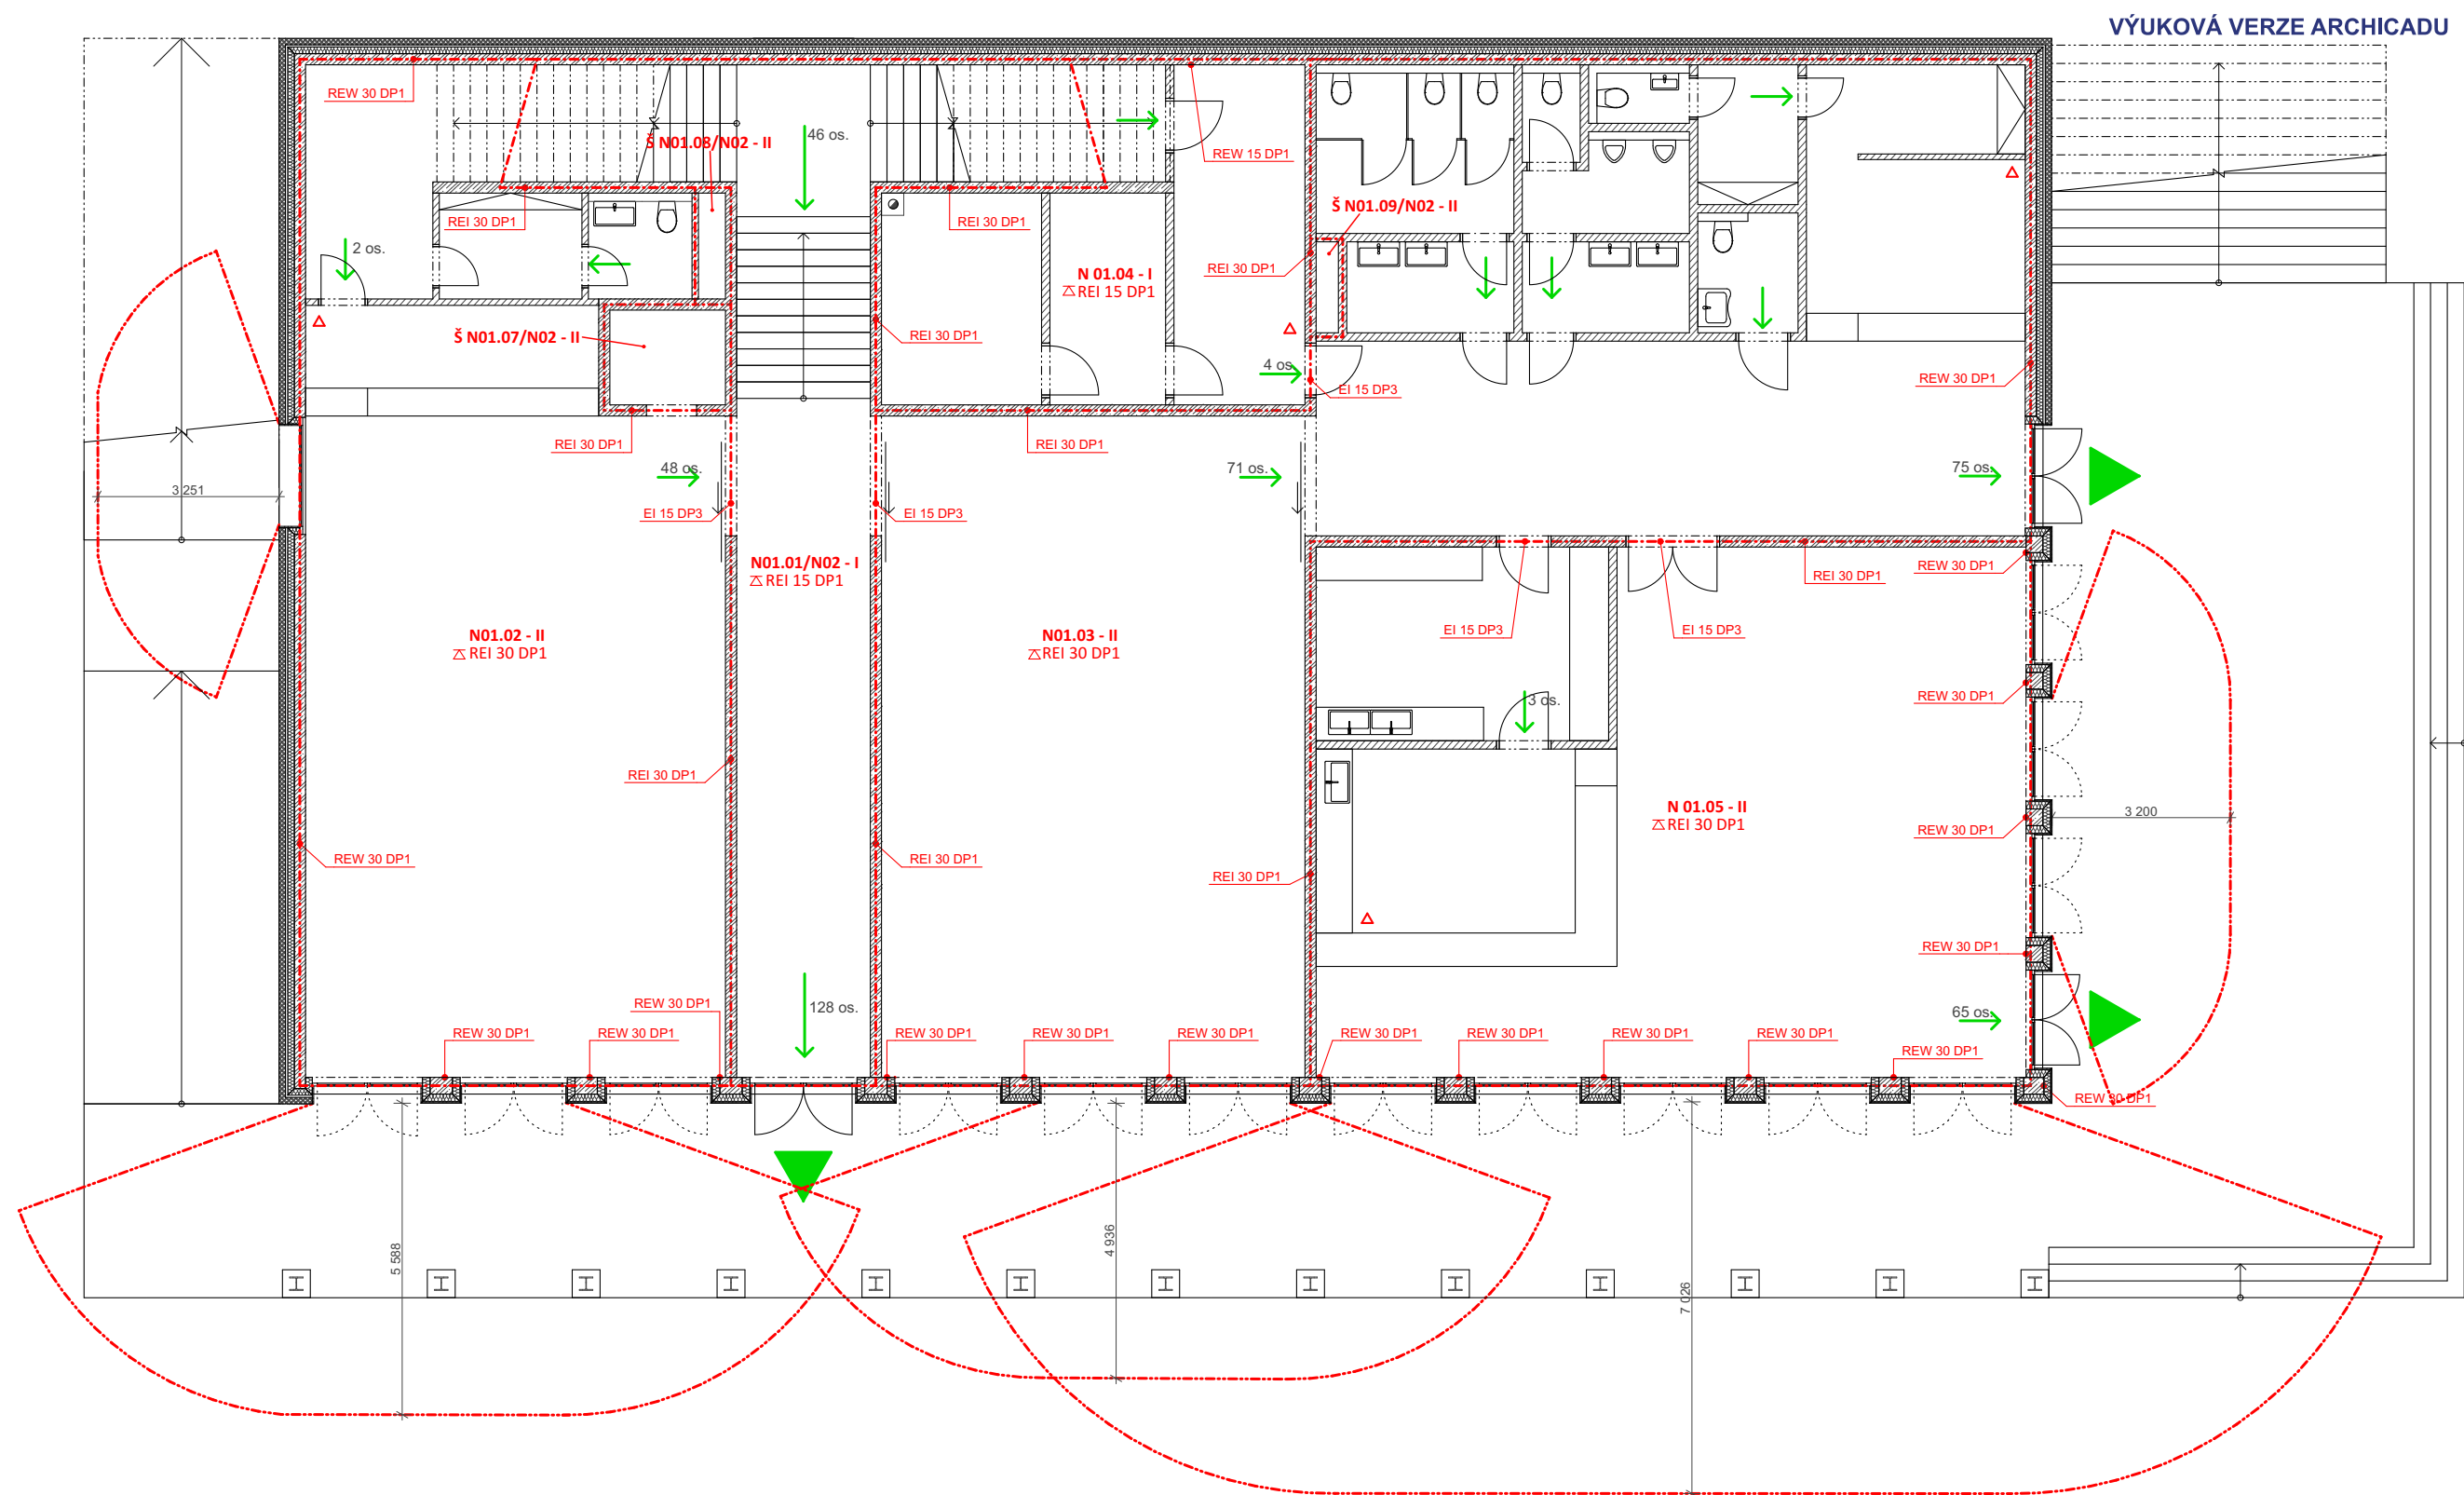 VÝUKOVÁ VERZE ARCHICADU
REW 30 DP1
Š N01.08/N02 - II
46 os.
REW 15 DP1
REI 30 DP1
REI 30 DP1
Š N01.09/N02 - II
2 os.
N 01.04 - I
REI 15 DP1
REI 30 DP1
Š N01.07/N02 - II
REI 30 DP1
4 os.
EI 15 DP3
REW 30 DP1
REI 30 DP1
REI 30 DP1
48 os.
71 os.
75 os.
3 251
EI 15 DP3
EI 15 DP3
N01.01/N02 - I
REI 15 DP1
REW 30 DP1
REI 30 DP1
N01.02 - II
REI 30 DP1
N01.03 - II
REI 30 DP1
EI 15 DP3
EI 15 DP3
3 os.
REW 30 DP1
REI 30 DP1
N 01.05 - II
REI 30 DP1
3 200
REW 30 DP1
REW 30 DP1
REI 30 DP1
REI 30 DP1
REW 30 DP1
REW 30 DP1
128 os.
65 os.
REW 30 DP1
REW 30 DP1
REW 30 DP1
REW 30 DP1
REW 30 DP1
REW 30 DP1
REW 30 DP1
REW 30 DP1
REW 30 DP1
REW 30 DP1
REW 30 DP1
5 588
4 936
7 026